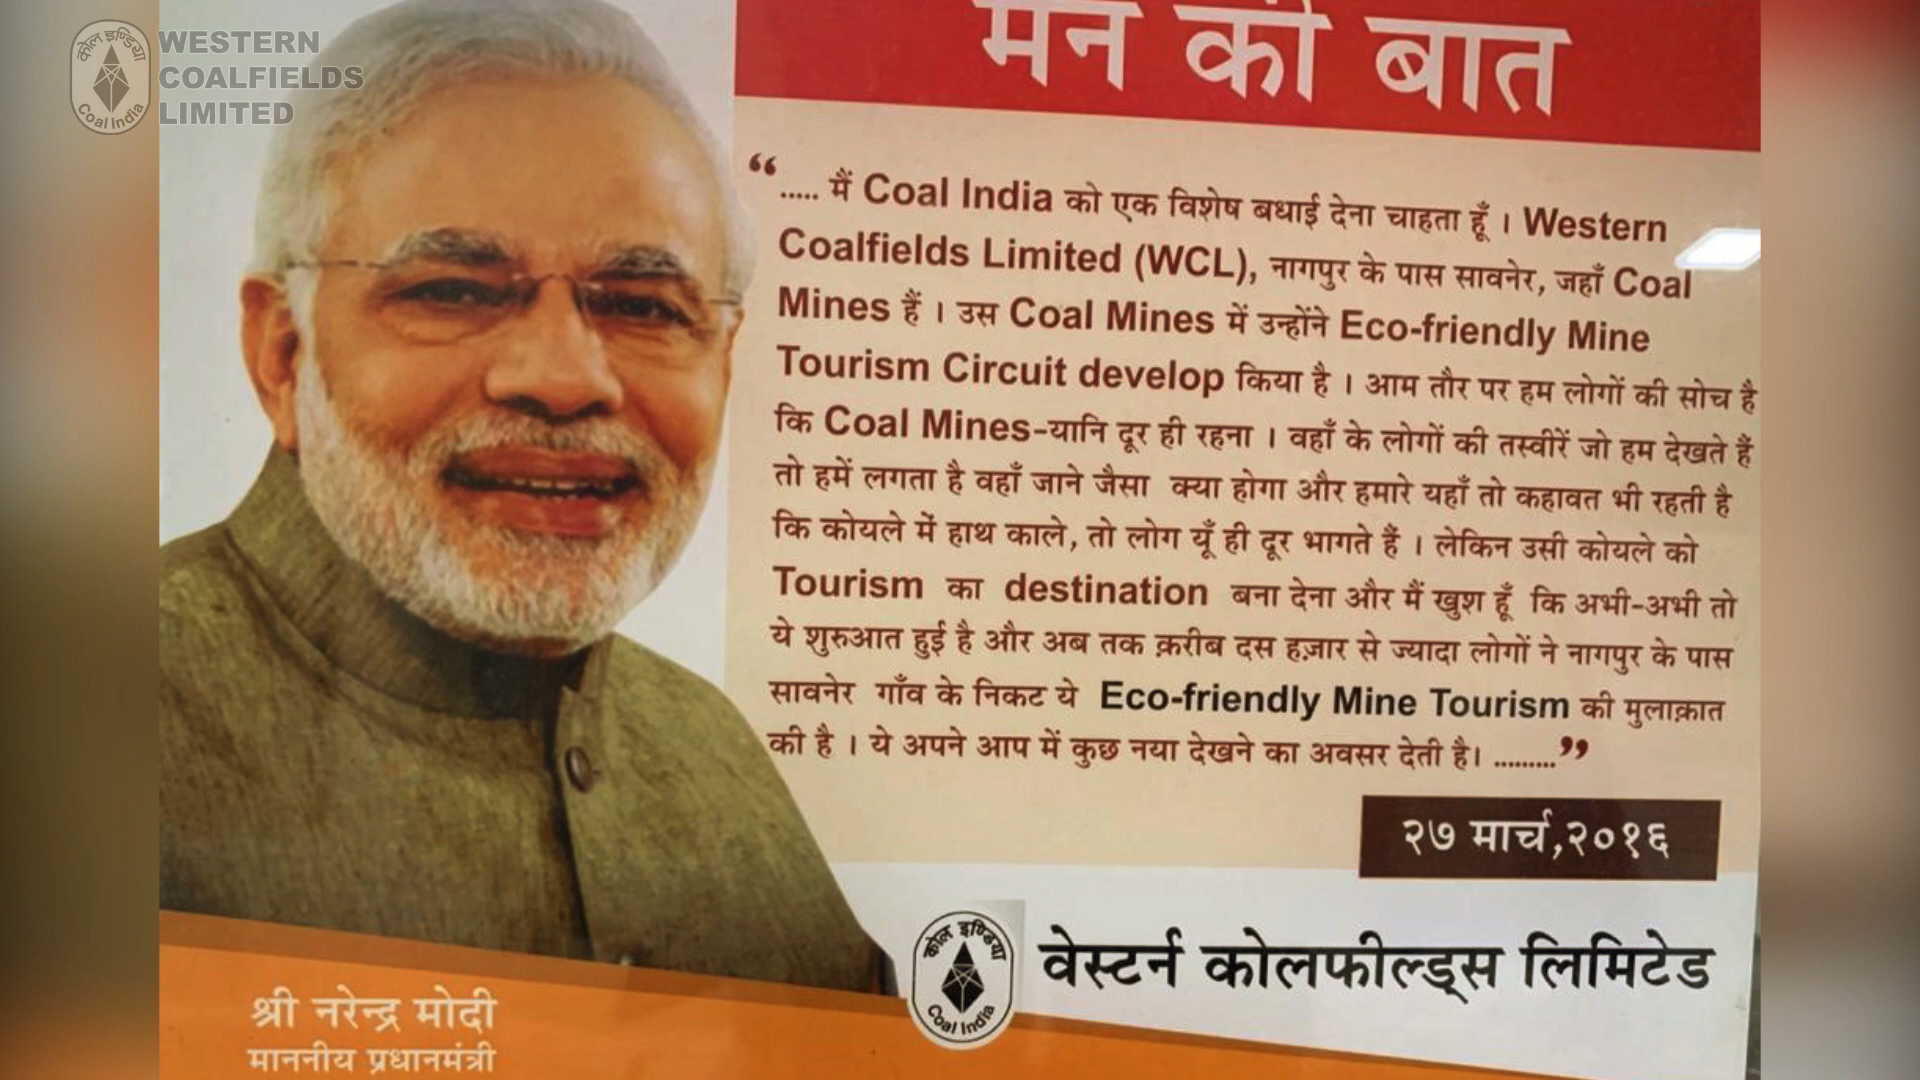 कोल इण्डिया
Coal India
WESTERN
COALFIELDS
LIMITED
मन की बात
“..... मैं Coal India को एक विशेष बधाई देना चाहता हूँ । Western
Coalfields Limited (WCL), नागपुर के पास सावनेर, जहाँ Coal
Mines हैं । उस Coal Mines में उन्होंने Eco-friendly Mine
Tourism Circuit develop किया है । आम तौर पर हम लोगों की सोच है
कि Coal Mines-यानि दूर ही रहना । वहाँ के लोगों की तस्वीरें जो हम देखते हैं
तो हमें लगता है वहाँ जाने जैसा क्या होगा और हमारे यहाँ तो कहावत भी रहती है
कि कोयले में हाथ काले, तो लोग यूँ ही दूर भागते हैं । लेकिन उसी कोयले को
Tourism का destination बना देना और मैं खुश हूँ कि अभी-अभी तो
ये शुरुआत हुई है और अब तक क़रीब दस हज़ार से ज्यादा लोगों ने नागपुर के पास
सावनेर गाँव के निकट ये Eco-friendly Mine Tourism की मुलाक़ात
की है । ये अपने आप में कुछ नया देखने का अवसर देती है। .........”
२७ मार्च,२०१६
कोल इण्डिया
Coal India
वेस्टर्न कोलफील्ड्स लिमिटेड
श्री नरेन्द्र मोदी
माननीय प्रधानमंत्री